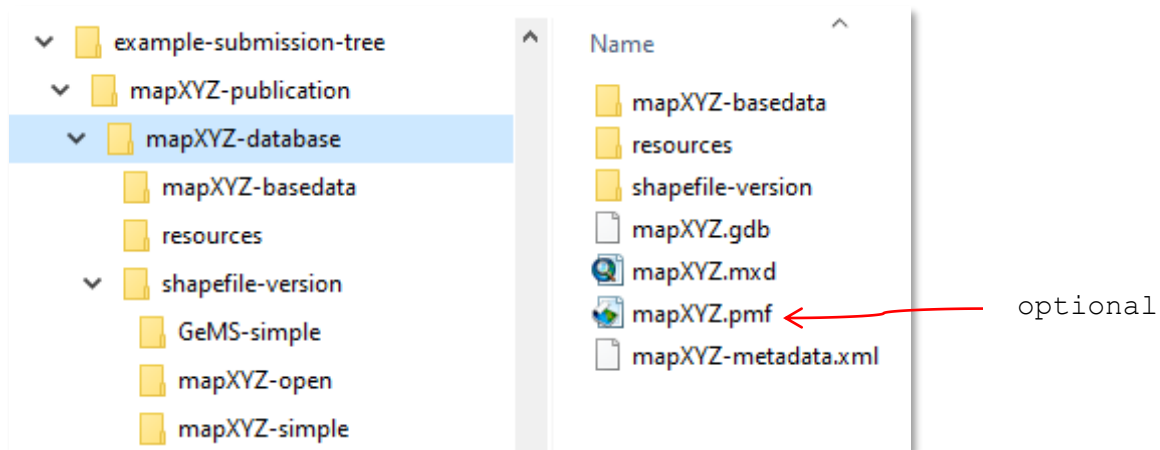 example-submission-tree
mapXYZ-publication
mapXYZ-database
mapXYZ-basedata
resources
shapefile-version
GeMS-simple
mapXYZ-open
mapXYZ-simple
Name
mapXYZ-basedata
resources
shapefile-version
mapXYZ.gdb
mapXYZ.mxd
mapXYZ.pmf
mapXYZ-metadata.xml
optional